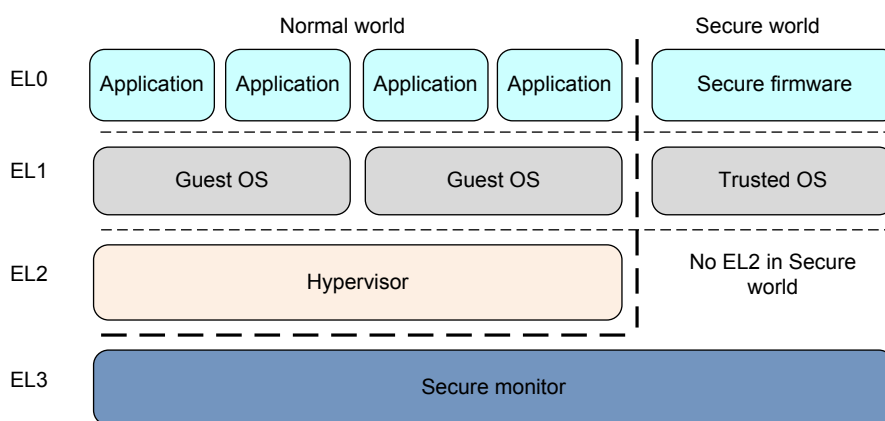 Normal world
Secure world
EL0
Application
Application
Application
Application
Secure firmware
EL1
Guest OS
Guest OS
Trusted OS
EL2
Hypervisor
No EL2 in Secure
world
EL3
Secure monitor